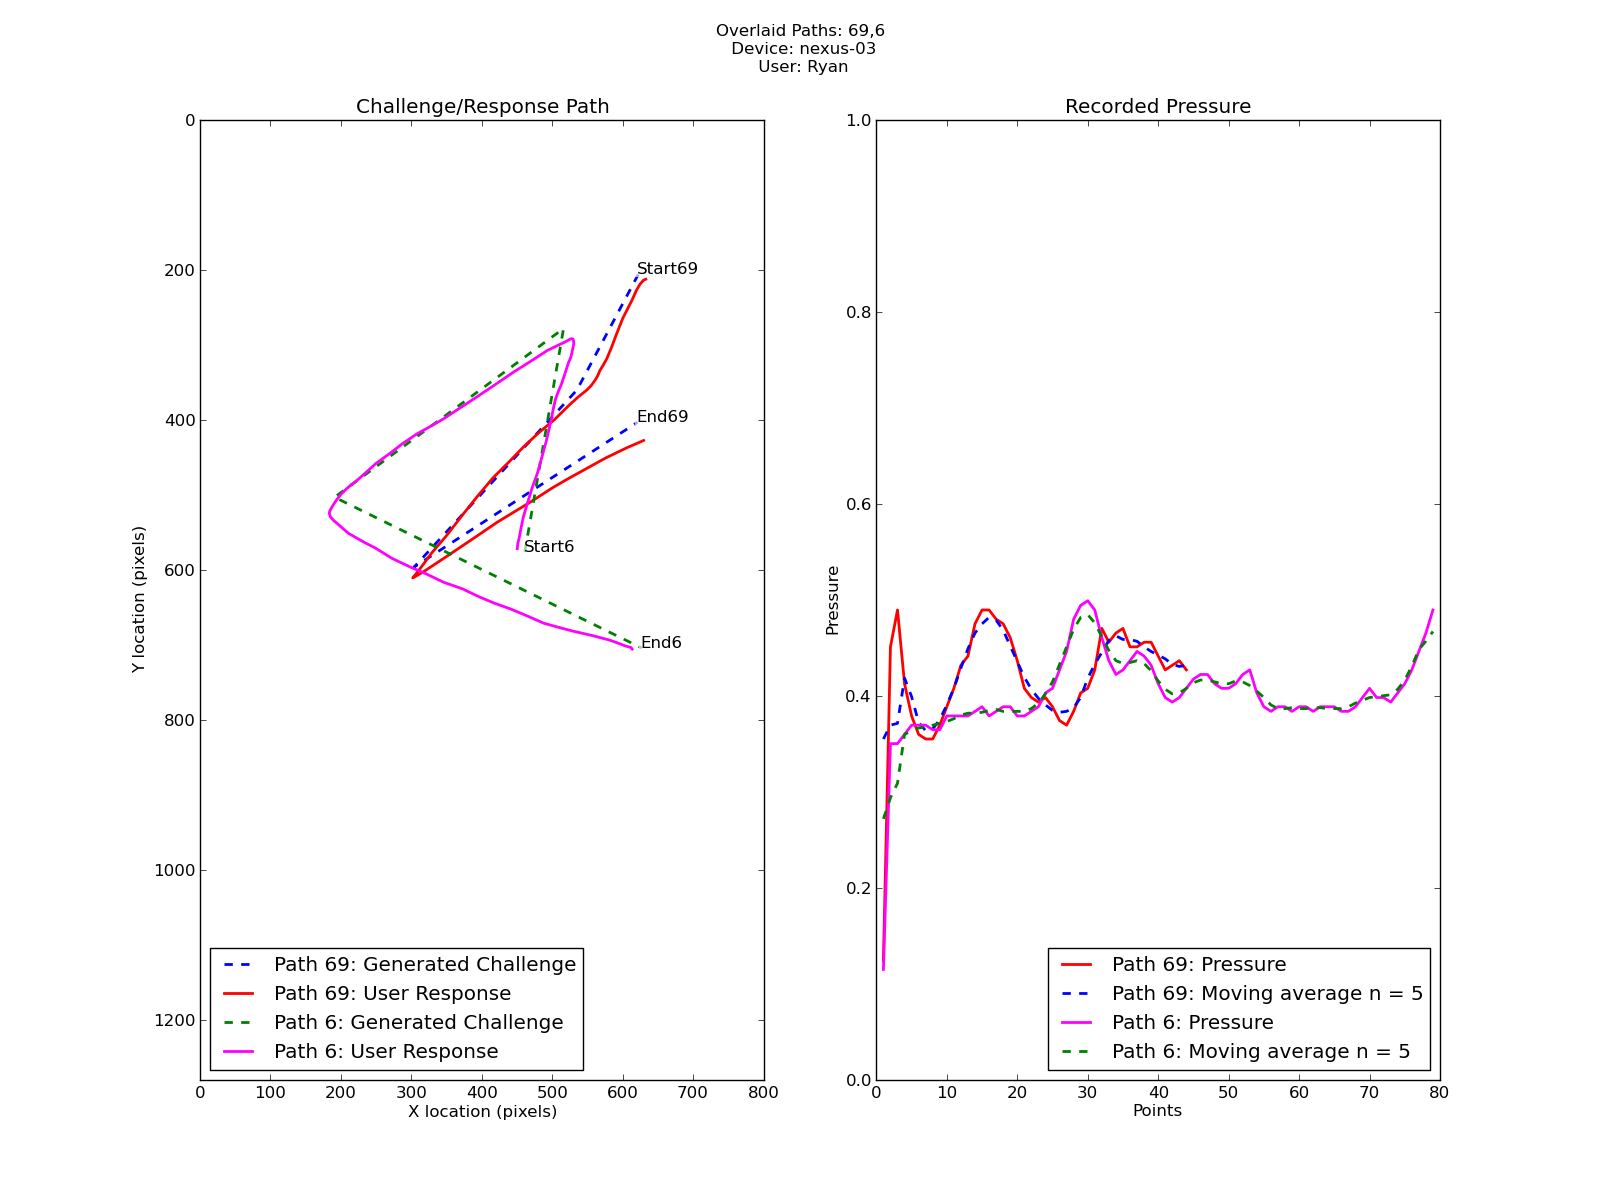 Overlaid Paths: 69,6
Device: nexus-03
User: Ryan
Challenge/Response Path
0
200
400
600
800
1000
1200
Y location (pixels)
Start69
End69
Start6
End6
Path 69: Generated Challenge
Path 69: User Response
Path 6: Generated Challenge
Path 6: User Response
0 100 200 300 400 500 600 700 800
X location (pixels)
Recorded Pressure
1.0
0.8
0.6
0.4
0.2
0.0
Pressure
Path 69: Pressure
Path 69: Moving average n = 5
Path 6: Pressure
Path 6: Moving average n = 5
0 10 20 30 40 50 60 70 80
Points